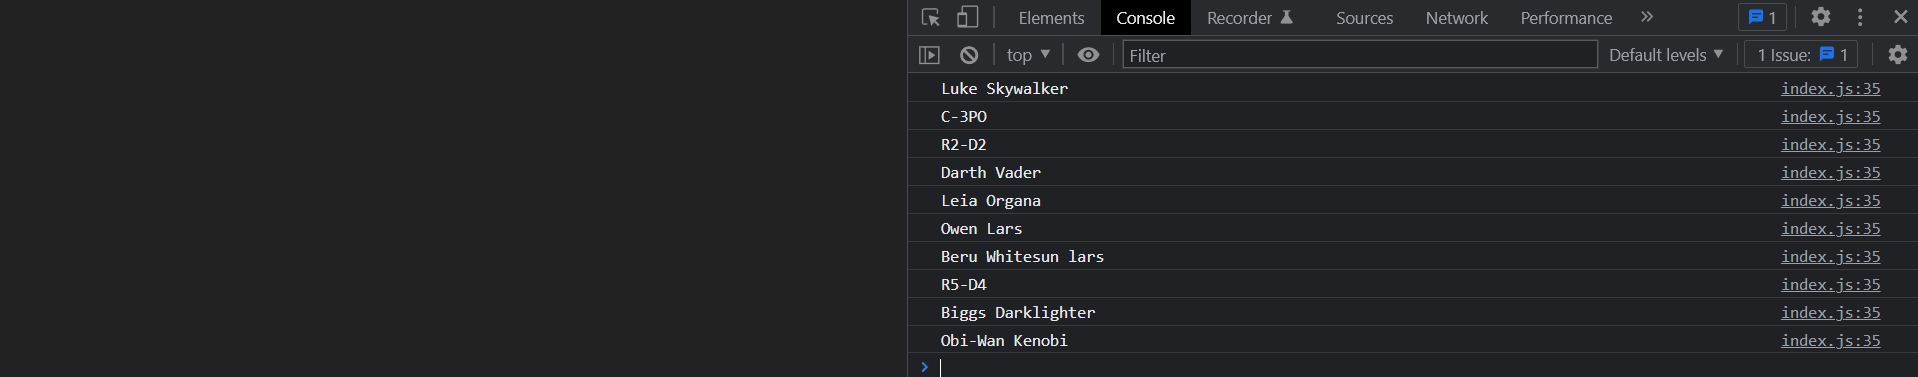 Elements Console Recorder Sources Network Performance » 1
top Filter Default levels 1 Issue: 1
Luke Skywalker index.js:35
C-3PO index.js:35
R2-D2 index.js:35
Darth Vader index.js:35
Leia Organa index.js:35
Owen Lars index.js:35
Beru Whitesun lars index.js:35
R5-D4 index.js:35
Biggs Darklighter index.js:35
Obi-Wan Kenobi index.js:35